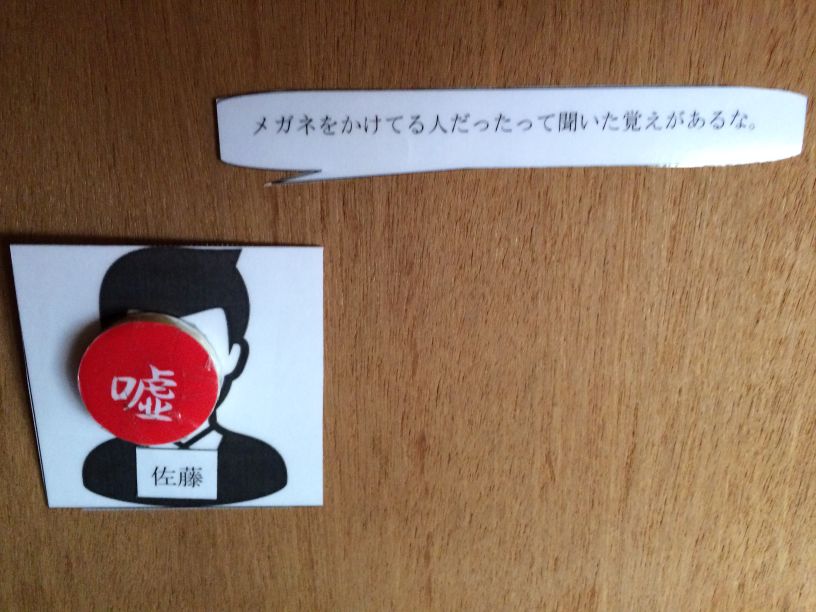 メガネをかけてる人だったって聞いた覚えがあるな。
嘘
佐藤